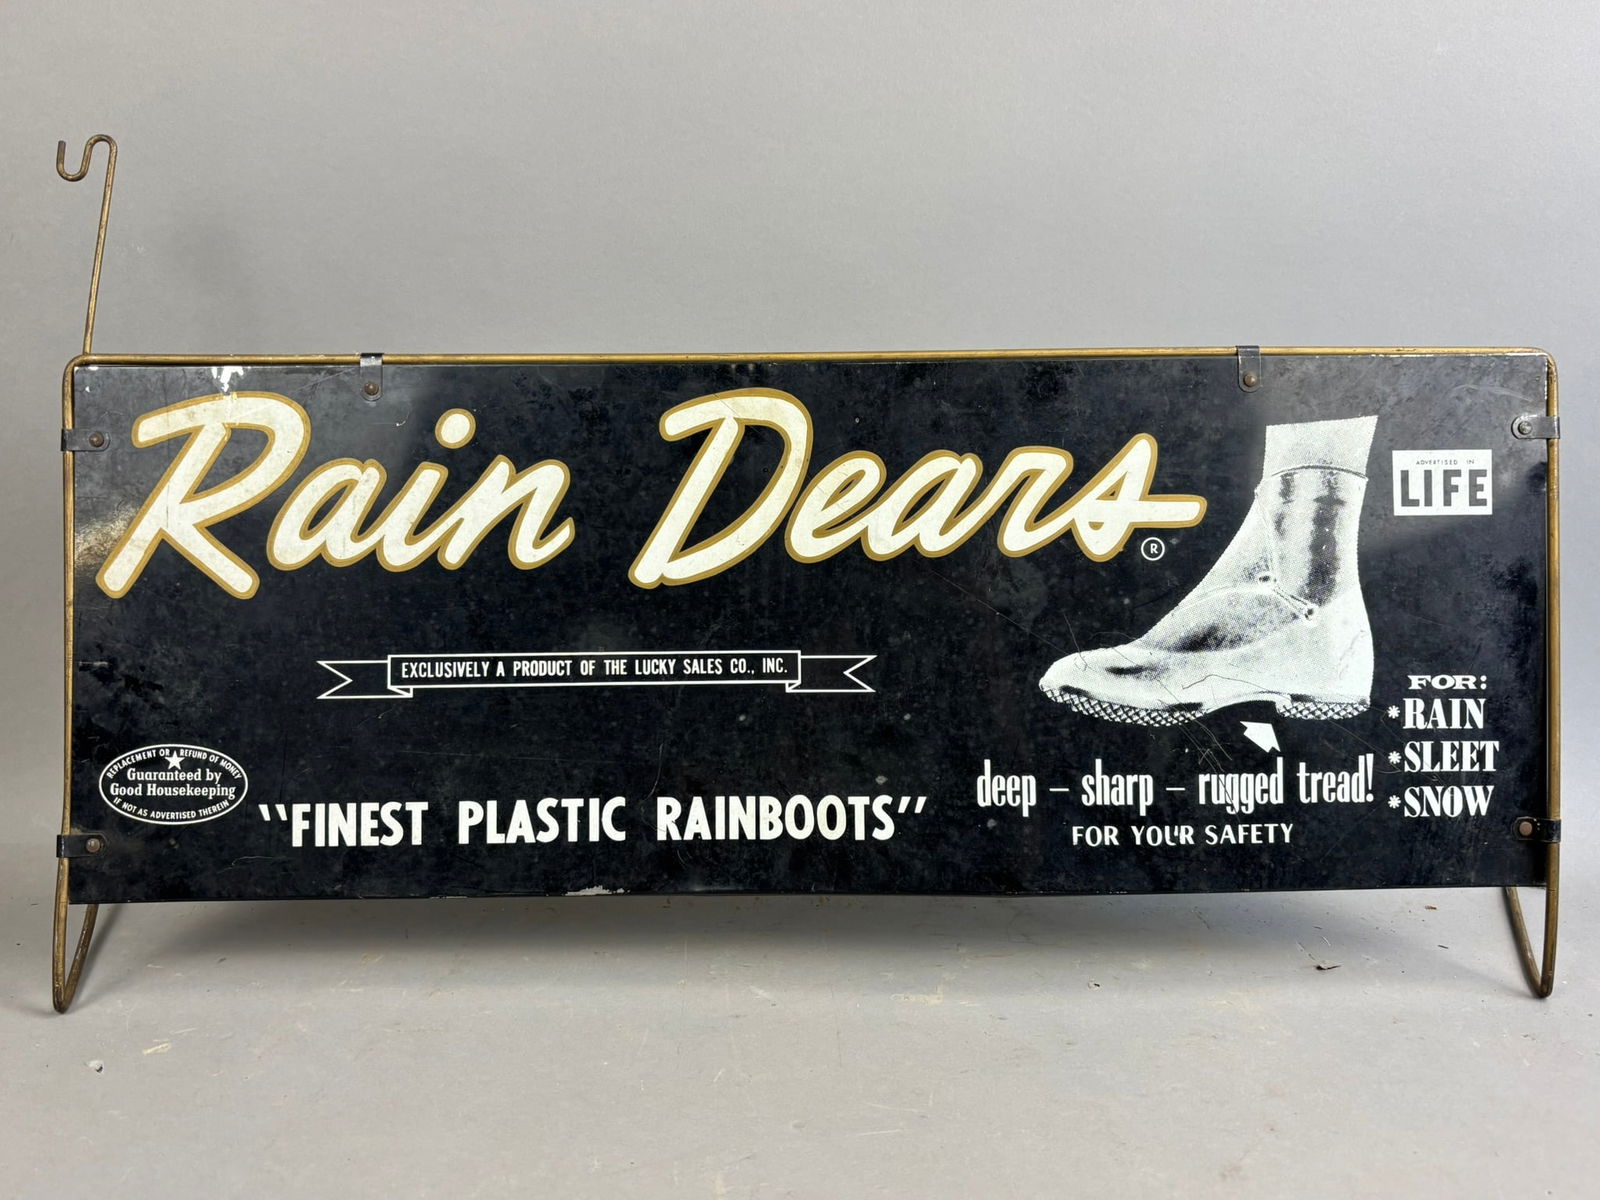 Rain Dears ®
ADVERTISED IN
LIFE
EXCLUSIVELY A PRODUCT OF THE LUCKY SALES CO., INC.
REPLACEMENT OR REFUND OF MONEY
Guaranteed by
Good Housekeeping
IF NOT AS ADVERTISED THEREIN
"FINEST PLASTIC RAINBOOTS"
deep – sharp – rugged tread!
FOR YOUR SAFETY
FOR:
*RAIN
*SLEET
*SNOW